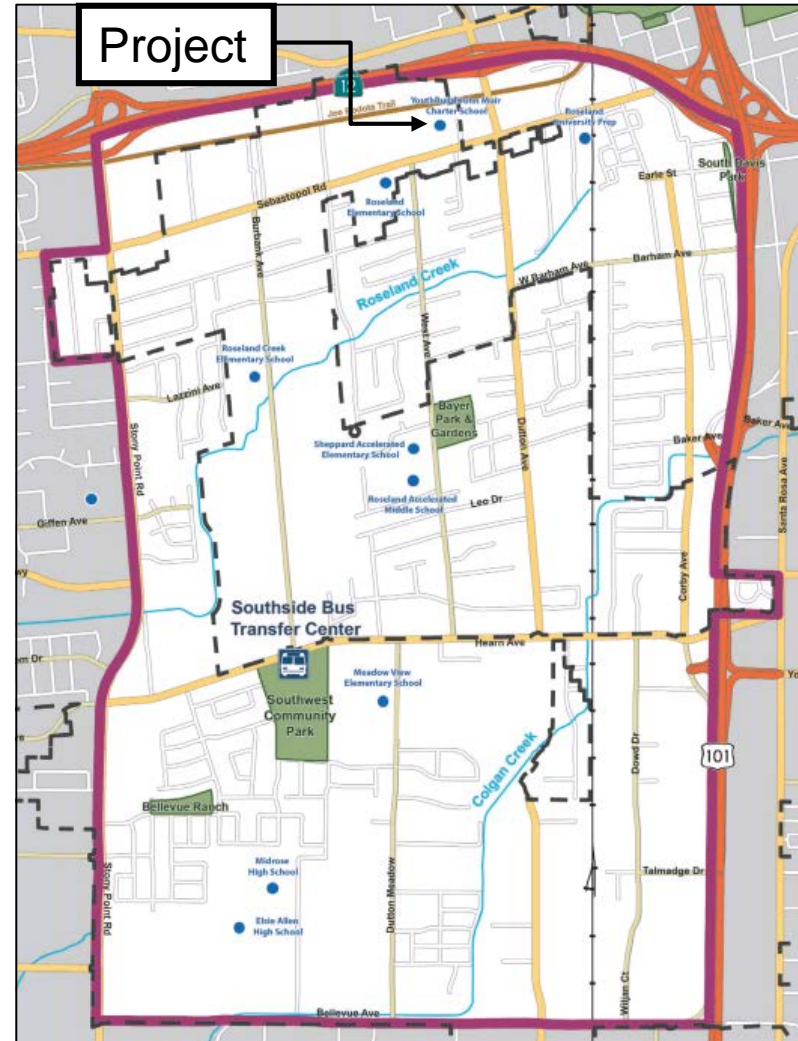 Project
12
Joe Rodota Trail
Charter School
Roseland
University Prep
South Davis
Park
Earle St
Sebastopol Rd
Roseland
Elementary School
Burbank Ave
Roseland Creek
W Barham Ave
Barham Ave
West Ave
Roseland Creek
Elementary School
Lazzini Ave
Bayer
Park &
Gardens
Dutton Ave
Baker Ave
Baker Ave
Stony Point Rd
Sheppard Accelerated
Elementary School
Roseland Accelerated
Middle School
Leo Dr
Santa Rosa Ave
Giffen Ave
Corby Ave
Southside Bus
Transfer Center
Hearn Ave
Meadow View
Elementary School
Southwest
Community
Park
Colgan Creek
Dowd Dr
101
Bellevue Ranch
Midrose
High School
Elsie Allen
High School
Stony Point Rd
Dutton Meadow
Talmadge Dr
Wiljan Ct
Bellevue Ave